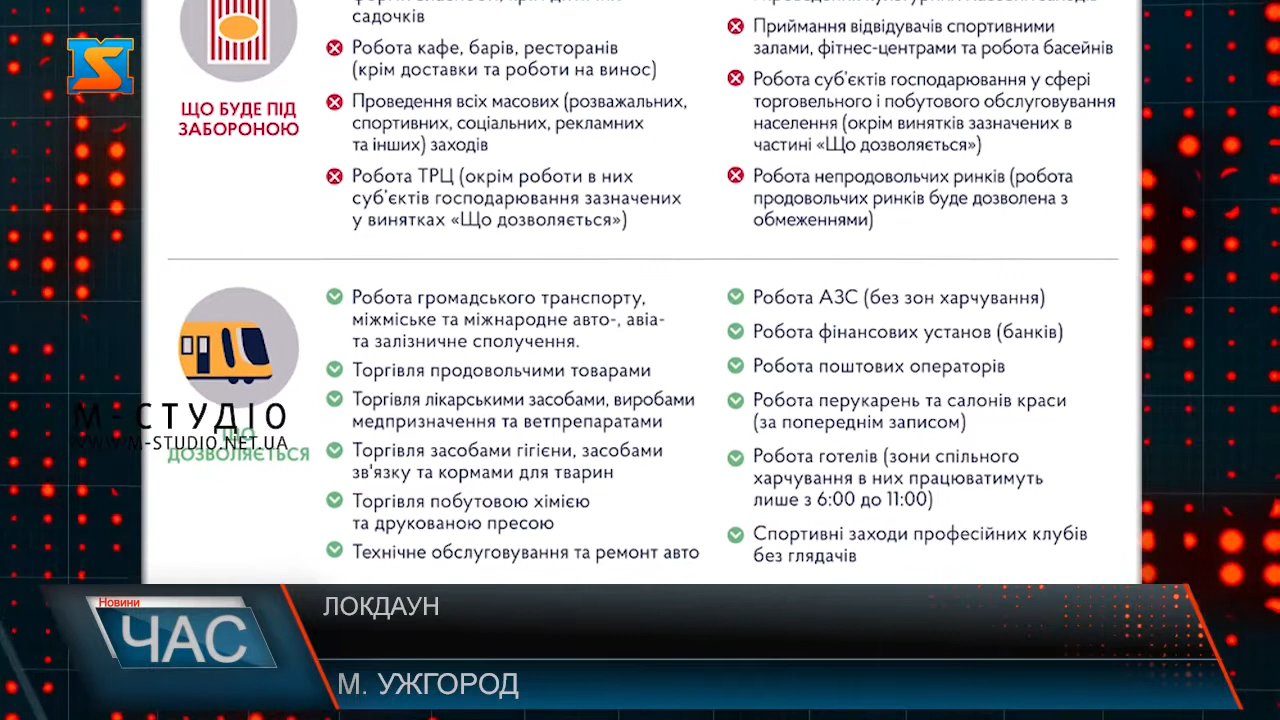 садочків
Робота кафе, барів, ресторанів
(крім доставки та роботи на винос)
Проведення всіх масових (розважальних,
спортивних, соціальних, рекламних
та інших) заходів
Робота ТРЦ (окрім роботи в них
суб’єктів господарювання зазначених
у винятках «Що дозволяється»)
ЩО БУДЕ ПІД
ЗАБОРОНОЮ
Приймання відвідувачів спортивними
залами, фітнес-центрами та робота басейнів
Робота суб’єктів господарювання у сфері
торговельного і побутового обслуговування
населення (окрім винятків зазначених в
частині «Що дозволяється»)
Робота непродовольчих ринків (робота
продовольчих ринків буде дозволена з
обмеженнями)
М-СТУДІО
WWW.M-STUDIO.NET.UA
ЩО
ДОЗВОЛЯЄТЬСЯ
Робота громадського транспорту,
міжміське та міжнародне авто-, авіа-
та залізничне сполучення.
Торгівля продовольчими товарами
Торгівля лікарськими засобами, виробами
медпризначення та ветпрепаратами
Торгівля засобами гігієни, засобами
зв'язку та кормами для тварин
Торгівля побутовою хімією
та друкованою пресою
Технічне обслуговування та ремонт авто
Робота АЗС (без зон харчування)
Робота фінансових установ (банків)
Робота поштових операторів
Робота перукарень та салонів краси
(за попереднім записом)
Робота готелів (зони спільного
харчування в них працюватимуть
лише з 6:00 до 11:00)
Спортивні заходи професійних клубів
без глядачів
Новини
ЧАС
ЛОКДАУН
М. УЖГОРОД